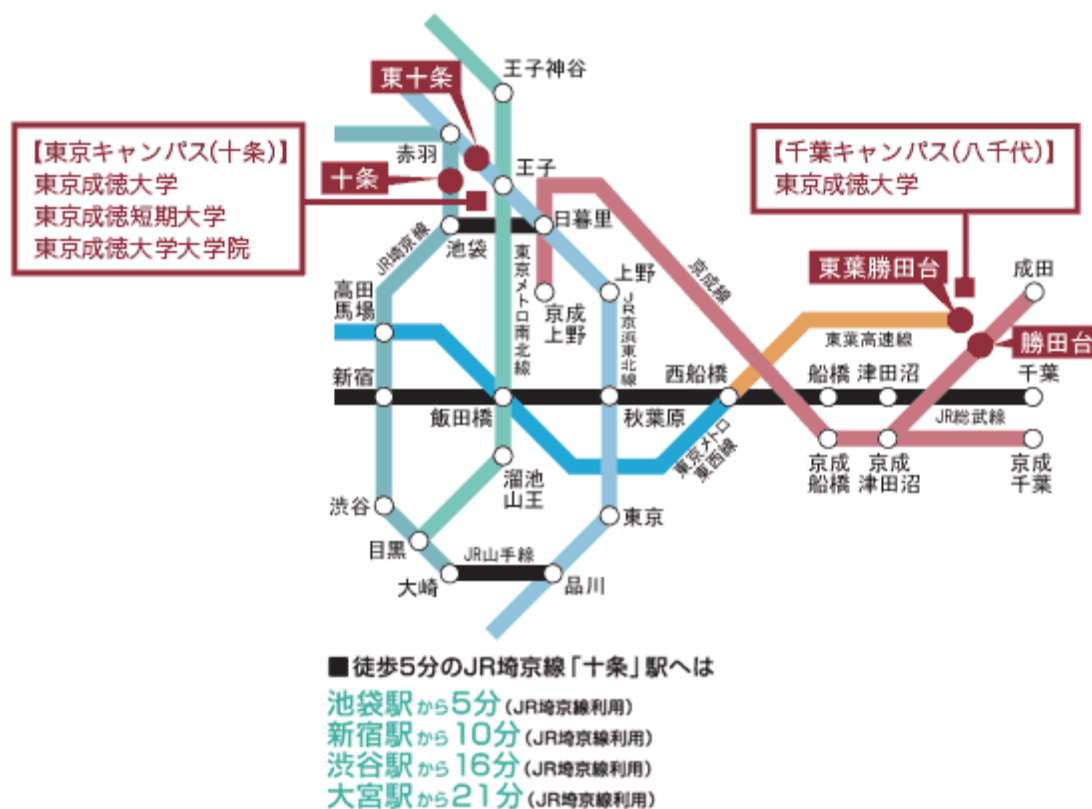 王子神谷
東十条
【東京キャンパス(十条)】
東京成徳大学
東京成徳短期大学
東京成徳大学大学院
【千葉キャンパス(八千代)】
東京成徳大学
赤羽
十条
王子
日暮里
池袋
JR埼京線
東京メトロ南北線
上野
京成
上野
JR京浜東北線
京成線
東葉勝田台
成田
勝田台
東葉高速線
高田
馬場
新宿
飯田橋
秋葉原
西船橋
船橋
津田沼
千葉
JR総武線
東京メトロ
東西線
京成
船橋
京成
津田沼
京成
千葉
溜池
山王
渋谷
目黒
大崎
JR山手線
品川
東京
■徒歩5分のJR埼京線「十条」駅へは
池袋駅から5分(JR埼京線利用)
新宿駅から10分(JR埼京線利用)
渋谷駅から16分(JR埼京線利用)
大宮駅から21分(JR埼京線利用)